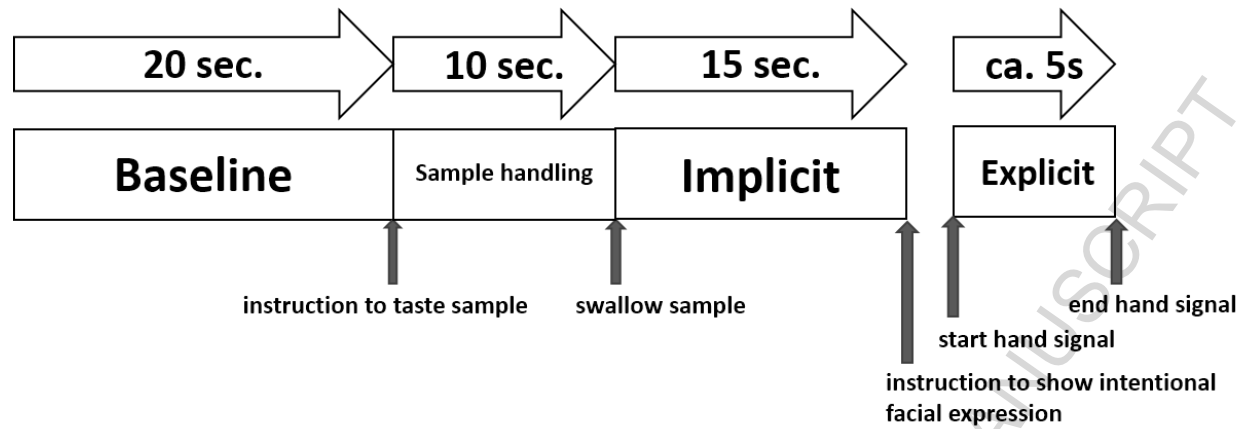 20 sec.
10 sec.
15 sec.
ca. 5s
Baseline
Sample handling
Implicit
Explicit
instruction to taste sample
swallow sample
end hand signal
start hand signal
instruction to show intentional
facial expression
ANUSCRIPT